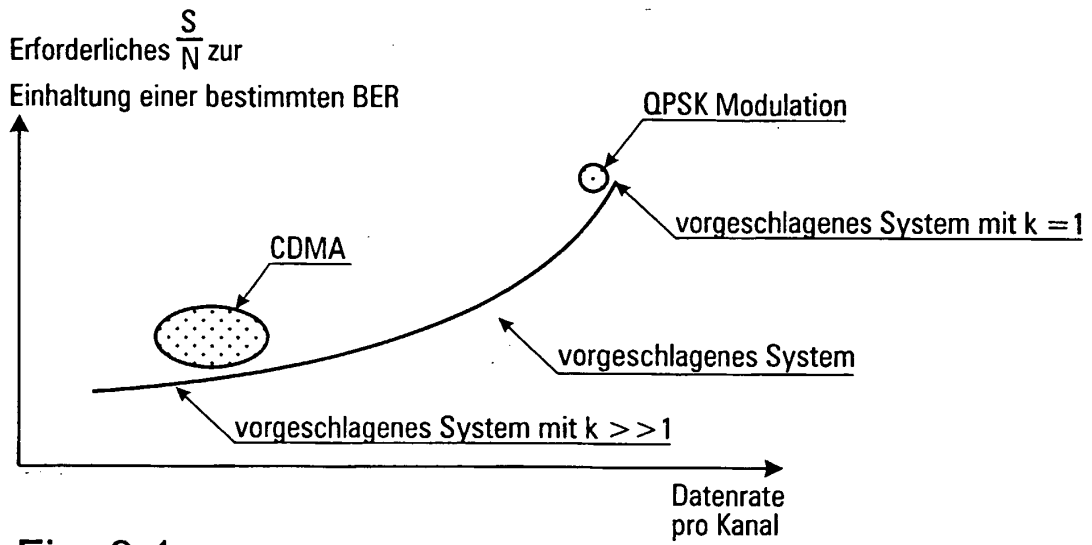 Erforderliches S/N zur
Einhaltung einer bestimmten BER
QPSK Modulation
vorgeschlagenes System mit k = 1
CDMA
vorgeschlagenes System
vorgeschlagenes System mit k >>1
Datenrate
pro Kanal